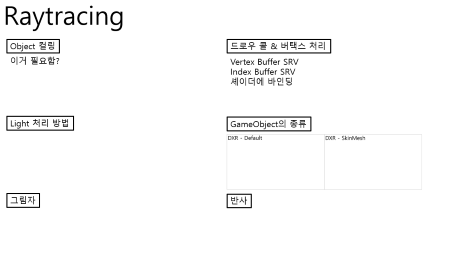 Raytracing
Object 컬링
이거 필요함?
드로우 콜 & 버택스 처리
Vertex Buffer SRV
Index Buffer SRV
셰이더에 바인딩
Light 처리 방법
GameObject의 종류
DXR - Default
DXR - SkinMesh
그림자
반사